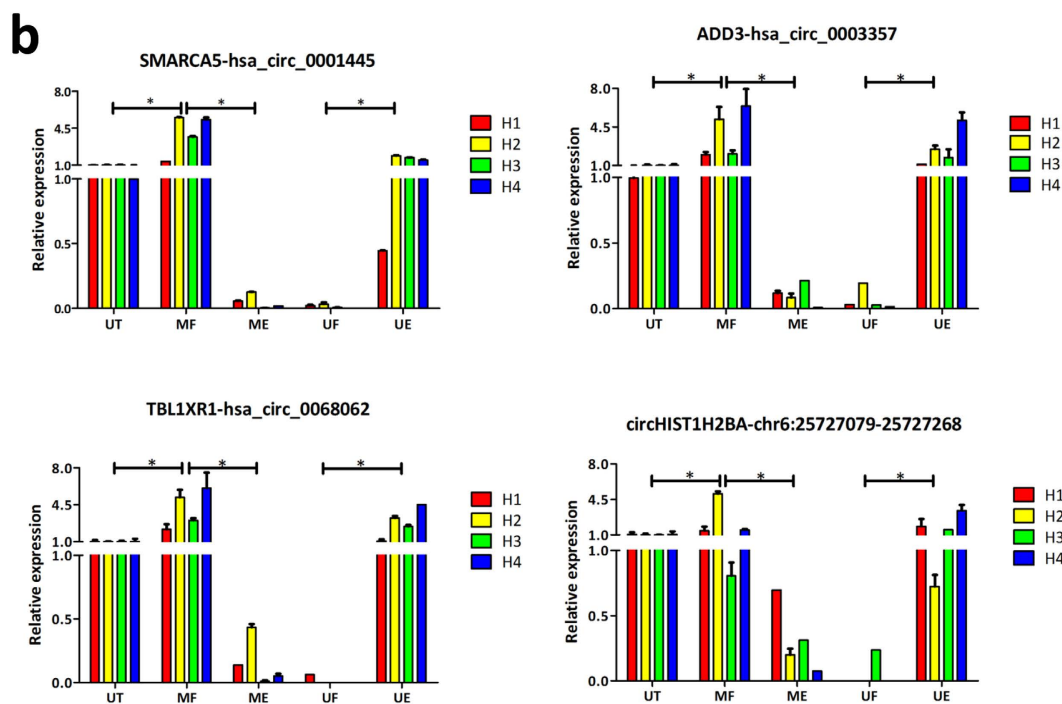 b
SMARCA5-hsa_circ_0001445
Relative expression
8.0
4.5
1.0
1.0
0.5
0.0
* * *
UT MF ME UF UE
H1
H2
H3
H4
ADD3-hsa_circ_0003357
Relative expression
8.0
4.5
1.0
1.0
0.5
0.0
* * *
UT MF ME UF UE
H1
H2
H3
H4
TBL1XR1-hsa_circ_0068062
Relative expression
8.0
4.5
1.0
1.0
0.5
0.0
* * *
UT MF ME UF UE
H1
H2
H3
H4
circHIST1H2BA-chr6:25727079-25727268
Relative expression
8.0
4.5
1.0
1.0
0.5
0.0
* * *
UT MF ME UF UE
H1
H2
H3
H4